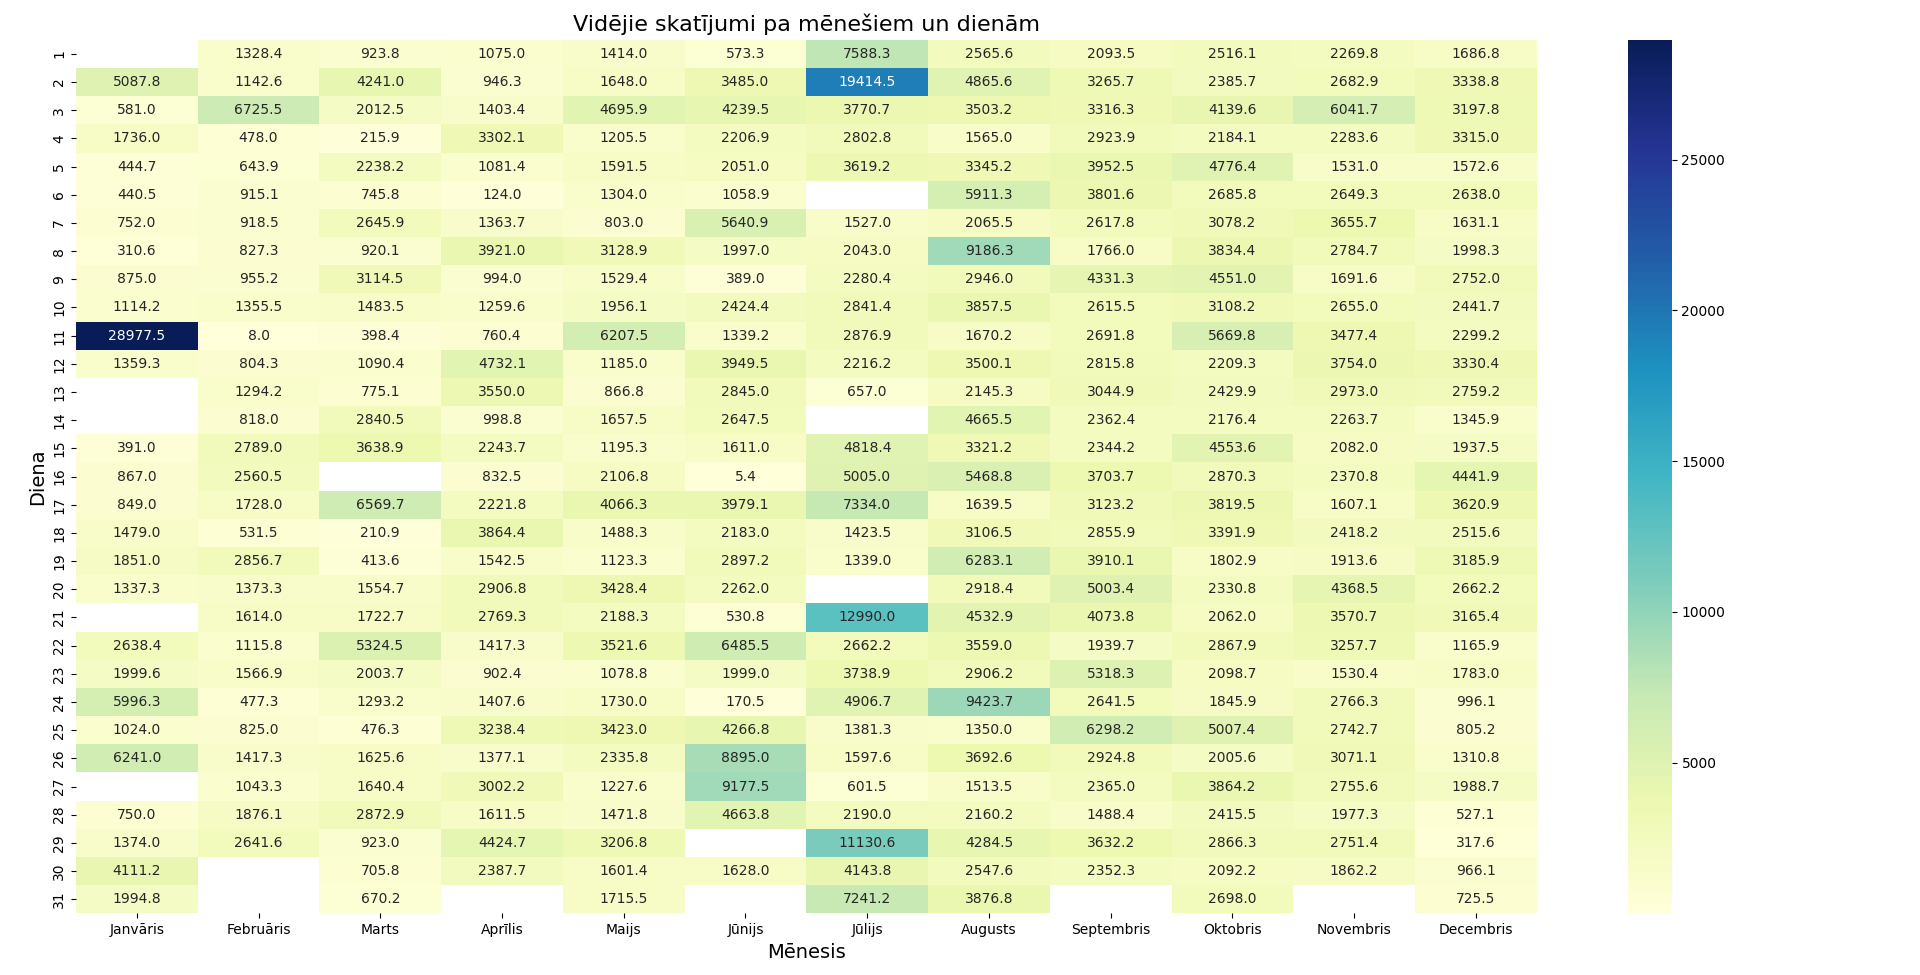 Vidējie skatījumi pa mēnešiem un dienām
1 1328.4 923.8 1075.0 1414.0 573.3 7588.3 2565.6 2093.5 2516.1 2269.8 1686.8
2 5087.8 1142.6 4241.0 946.3 1648.0 3485.0 19414.5 4865.6 3265.7 2385.7 2682.9 3338.8
3 581.0 6725.5 2012.5 1403.4 4695.9 4239.5 3770.7 3503.2 3316.3 4139.6 6041.7 3197.8
4 1736.0 478.0 215.9 3302.1 1205.5 2206.9 2802.8 1565.0 2923.9 2184.1 2283.6 3315.0
5 444.7 643.9 2238.2 1081.4 1591.5 2051.0 3619.2 3345.2 3952.5 4776.4 1531.0 1572.6
6 440.5 915.1 745.8 124.0 1304.0 1058.9 5911.3 3801.6 2685.8 2649.3 2638.0
7 752.0 918.5 2645.9 1363.7 803.0 5640.9 1527.0 2065.5 2617.8 3078.2 3655.7 1631.1
8 310.6 827.3 920.1 3921.0 3128.9 1997.0 2043.0 9186.3 1766.0 3834.4 2784.7 1998.3
9 875.0 955.2 3114.5 994.0 1529.4 389.0 2280.4 2946.0 4331.3 4551.0 1691.6 2752.0
10 1114.2 1355.5 1483.5 1259.6 1956.1 2424.4 2841.4 3857.5 2615.5 3108.2 2655.0 2441.7
11 28977.5 8.0 398.4 760.4 6207.5 1339.2 2876.9 1670.2 2691.8 5669.8 3477.4 2299.2
12 1359.3 804.3 1090.4 4732.1 1185.0 3949.5 2216.2 3500.1 2815.8 2209.3 3754.0 3330.4
13 1294.2 775.1 3550.0 866.8 2845.0 657.0 2145.3 3044.9 2429.9 2973.0 2759.2
14 818.0 2840.5 998.8 1657.5 2647.5 4665.5 2362.4 2176.4 2263.7 1345.9
15 391.0 2789.0 3638.9 2243.7 1195.3 1611.0 4818.4 3321.2 2344.2 4553.6 2082.0 1937.5
16 867.0 2560.5 832.5 2106.8 5.4 5005.0 5468.8 3703.7 2870.3 2370.8 4441.9
17 849.0 1728.0 6569.7 2221.8 4066.3 3979.1 7334.0 1639.5 3123.2 3819.5 1607.1 3620.9
18 1479.0 531.5 210.9 3864.4 1488.3 2183.0 1423.5 3106.5 2855.9 3391.9 2418.2 2515.6
19 1851.0 2856.7 413.6 1542.5 1123.3 2897.2 1339.0 6283.1 3910.1 1802.9 1913.6 3185.9
20 1337.3 1373.3 1554.7 2906.8 3428.4 2262.0 2918.4 5003.4 2330.8 4368.5 2662.2
21 1614.0 1722.7 2769.3 2188.3 530.8 12990.0 4532.9 4073.8 2062.0 3570.7 3165.4
22 2638.4 1115.8 5324.5 1417.3 3521.6 6485.5 2662.2 3559.0 1939.7 2867.9 3257.7 1165.9
23 1999.6 1566.9 2003.7 902.4 1078.8 1999.0 3738.9 2906.2 5318.3 2098.7 1530.4 1783.0
24 5996.3 477.3 1293.2 1407.6 1730.0 170.5 4906.7 9423.7 2641.5 1845.9 2766.3 996.1
25 1024.0 825.0 476.3 3238.4 3423.0 4266.8 1381.3 1350.0 6298.2 5007.4 2742.7 805.2
26 6241.0 1417.3 1625.6 1377.1 2335.8 8895.0 1597.6 3692.6 2924.8 2005.6 3071.1 1310.8
27 1043.3 1640.4 3002.2 1227.6 9177.5 601.5 1513.5 2365.0 3864.2 2755.6 1988.7
28 750.0 1876.1 2872.9 1611.5 1471.8 4663.8 2190.0 2160.2 1488.4 2415.5 1977.3 527.1
29 1374.0 2641.6 923.0 4424.7 3206.8 11130.6 4284.5 3632.2 2866.3 2751.4 317.6
30 4111.2 705.8 2387.7 1601.4 1628.0 4143.8 2547.6 2352.3 2092.2 1862.2 966.1
31 1994.8 670.2 1715.5 7241.2 3876.8 2698.0 725.5
Janvāris Februāris Marts Aprīlis Maijs Jūnijs Jūlijs Augusts Septembris Oktobris Novembris Decembris
Mēnesis
Diena
25000
20000
15000
10000
5000